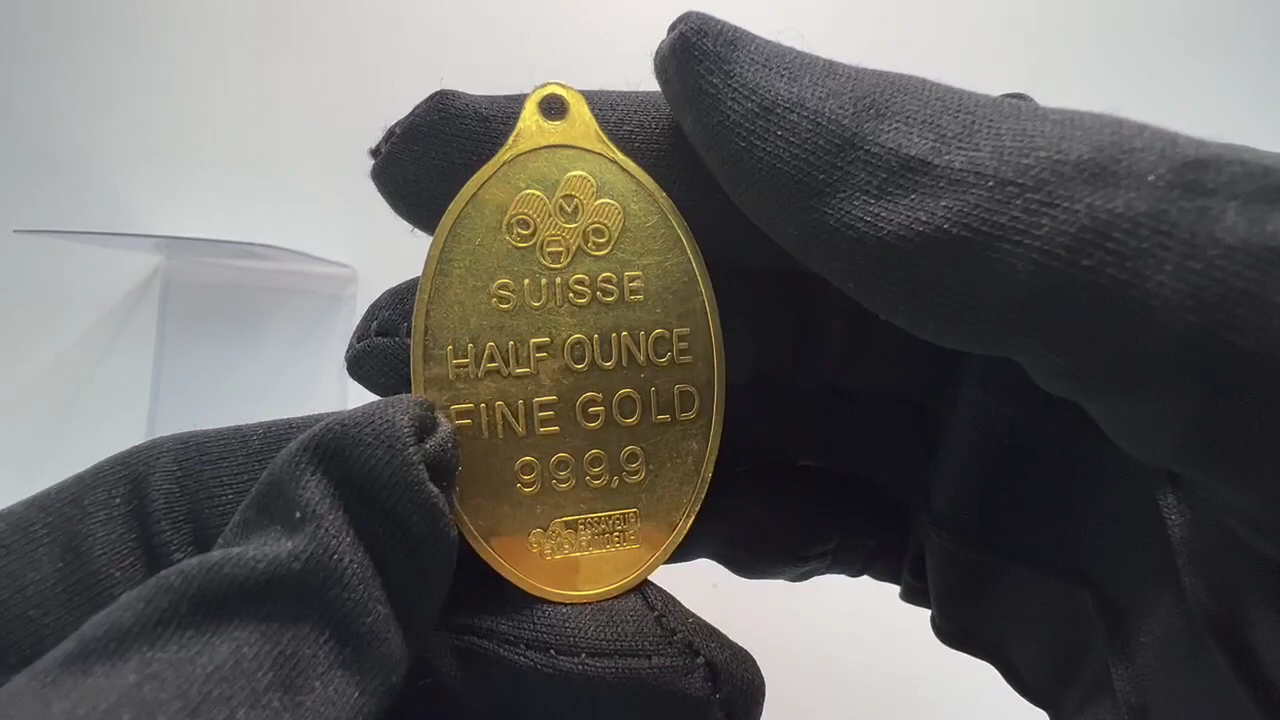 P A M P
SUISSE
HALF OUNCE
FINE GOLD
999,9
ESSAYEUR
FONDEUR